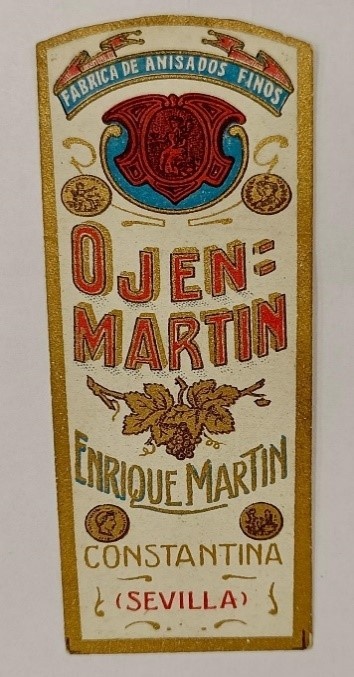 FABRICA DE ANISADOS FINOS
OJEN=
MARTIN
ENRIQUE MARTIN
CONSTANTINA
(SEVILLA)